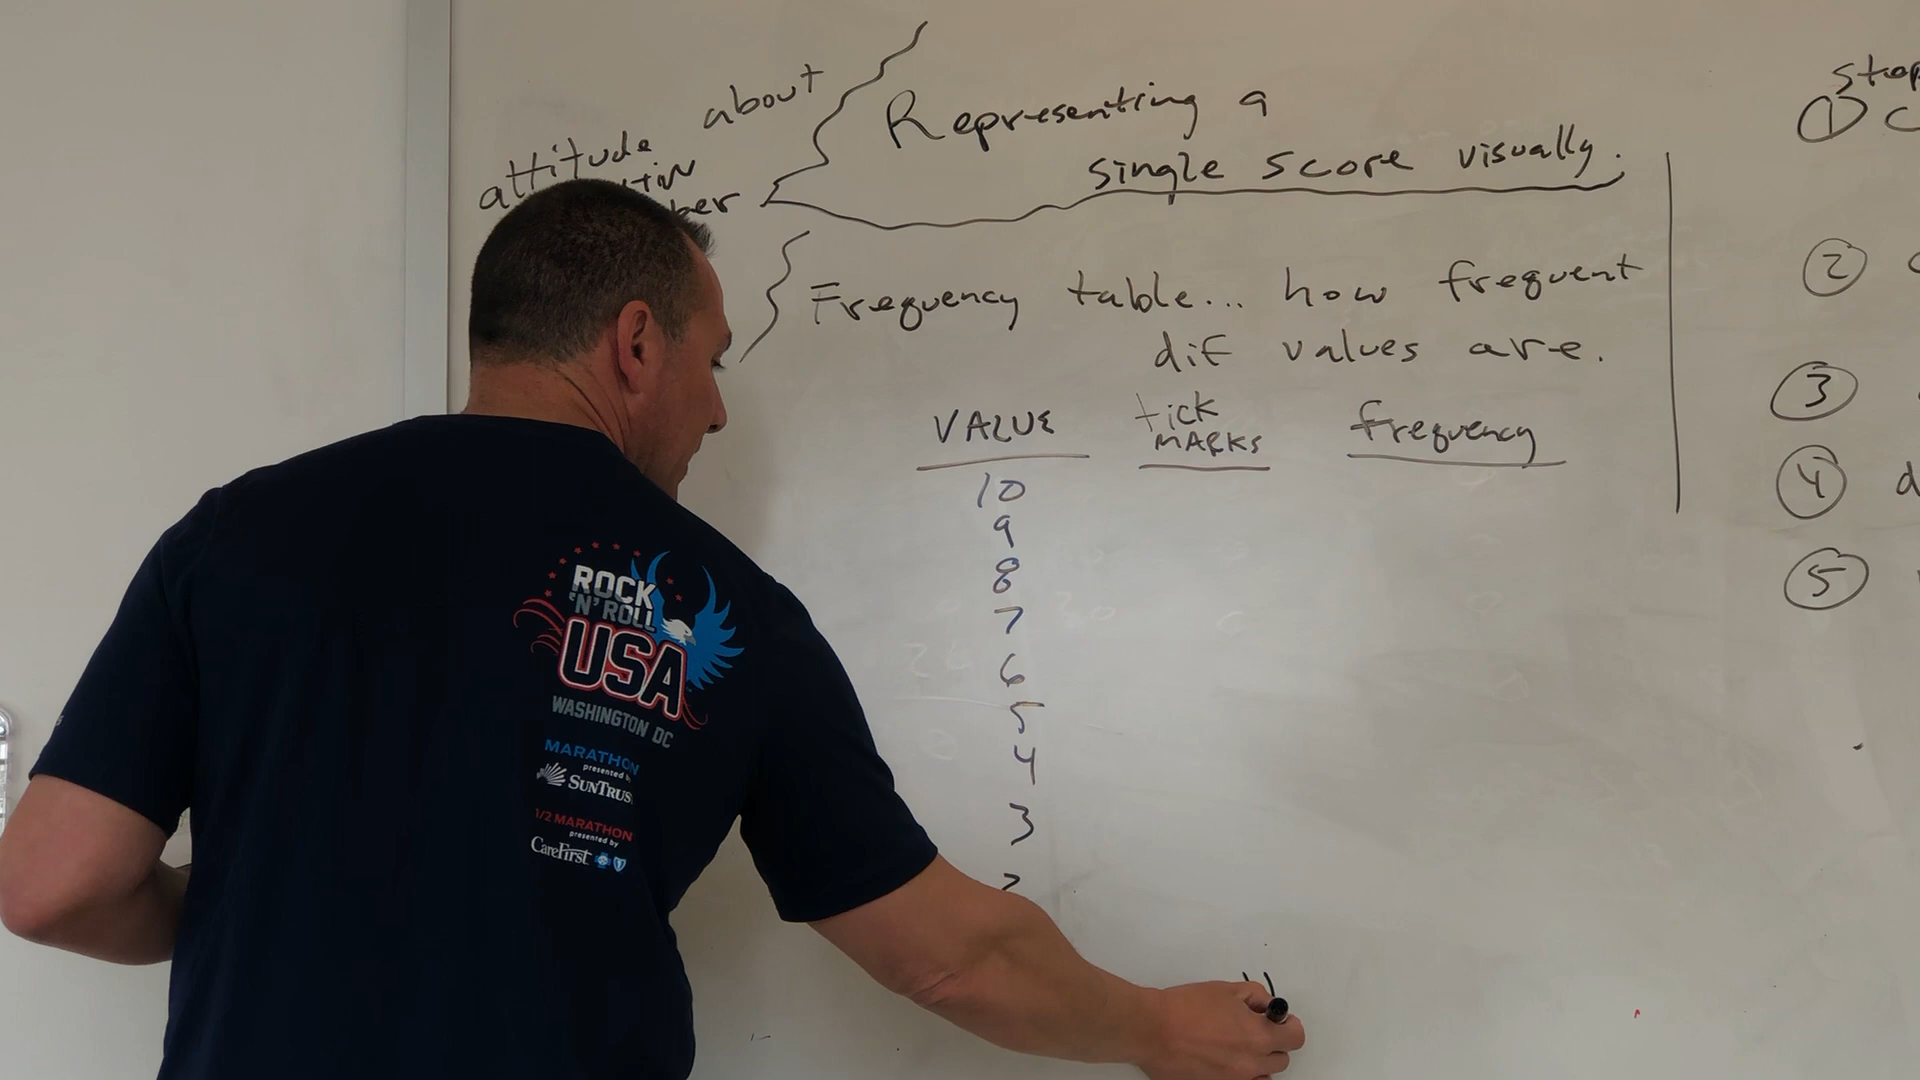 attitude about
Representing a
single score visually.
Frequency table... how frequent
dif values are.
VALUE tick MARKS frequency
10
9
8
7
6
5
4
3
2
①
②
③
④ d
⑤
ROCK
'N' ROLL
USA
WASHINGTON DC
MARATHON
presented b
SUNTRUS
1/2 MARATHON
presented by
CareFirst